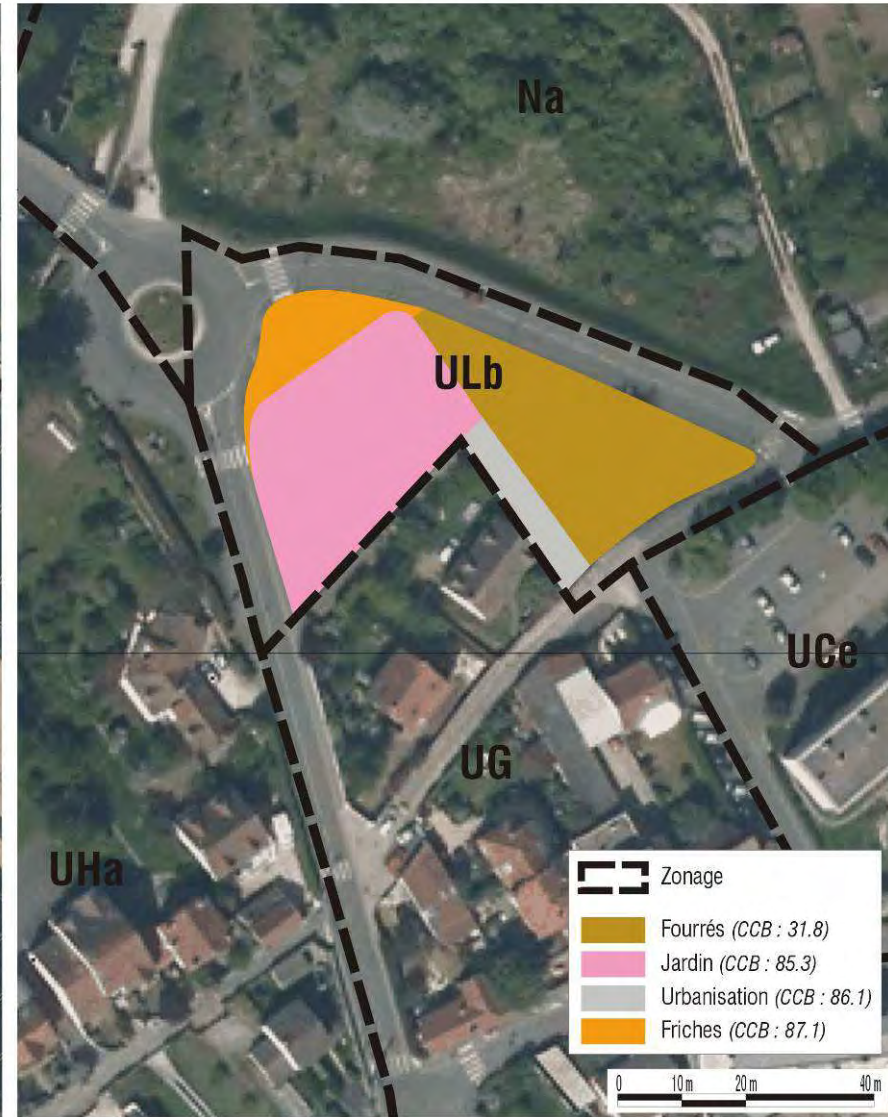 Na
ULb
UCe
UG
UHa
Zonage
Fourrés (CCB : 31.8)
Jardin (CCB : 85.3)
Urbanisation (CCB : 86.1)
Friches (CCB : 87.1)
0 10 m 20 m 40 m